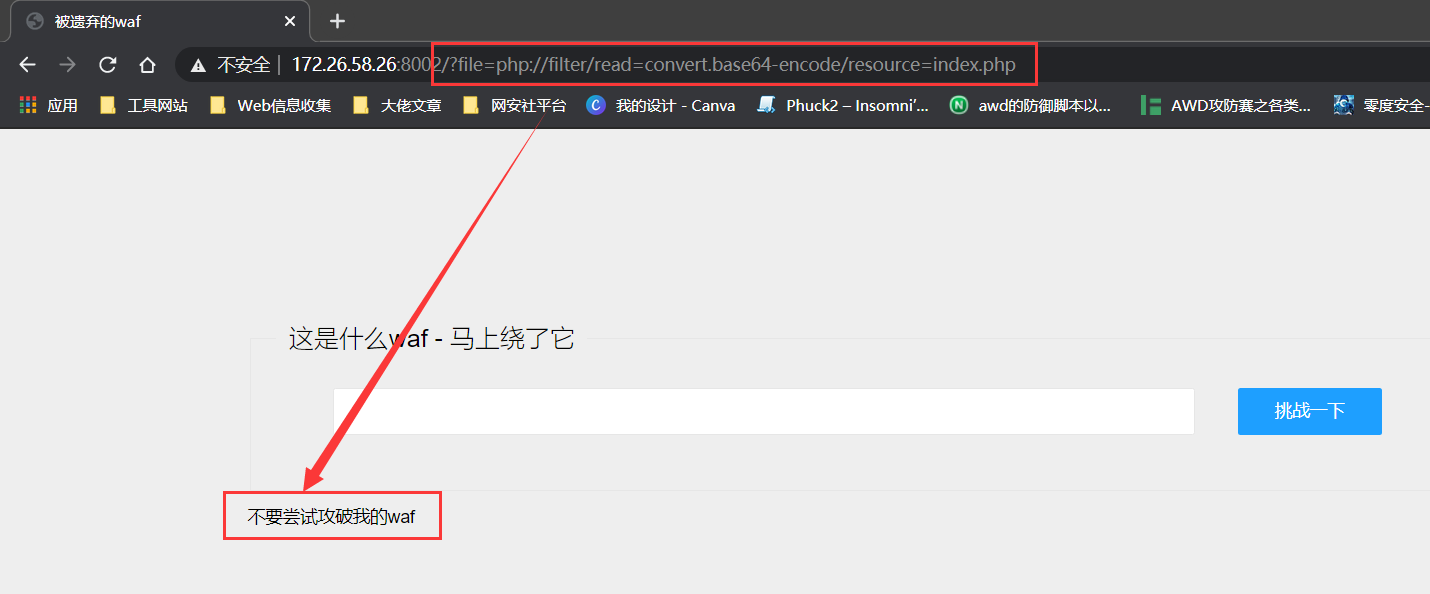 被遗弃的waf
不安全 | 172.26.58.26:8002/?file=php://filter/read=convert.base64-encode/resource=index.php
应用 工具网站 Web信息收集 大佬文章 网安社平台 C 我的设计 - Canva Phuck2 – Insomni'... N awd的防御脚本以... AWD攻防赛之各类... 零度安全-
这是什么waf - 马上绕了它
挑战一下
不要尝试攻破我的waf